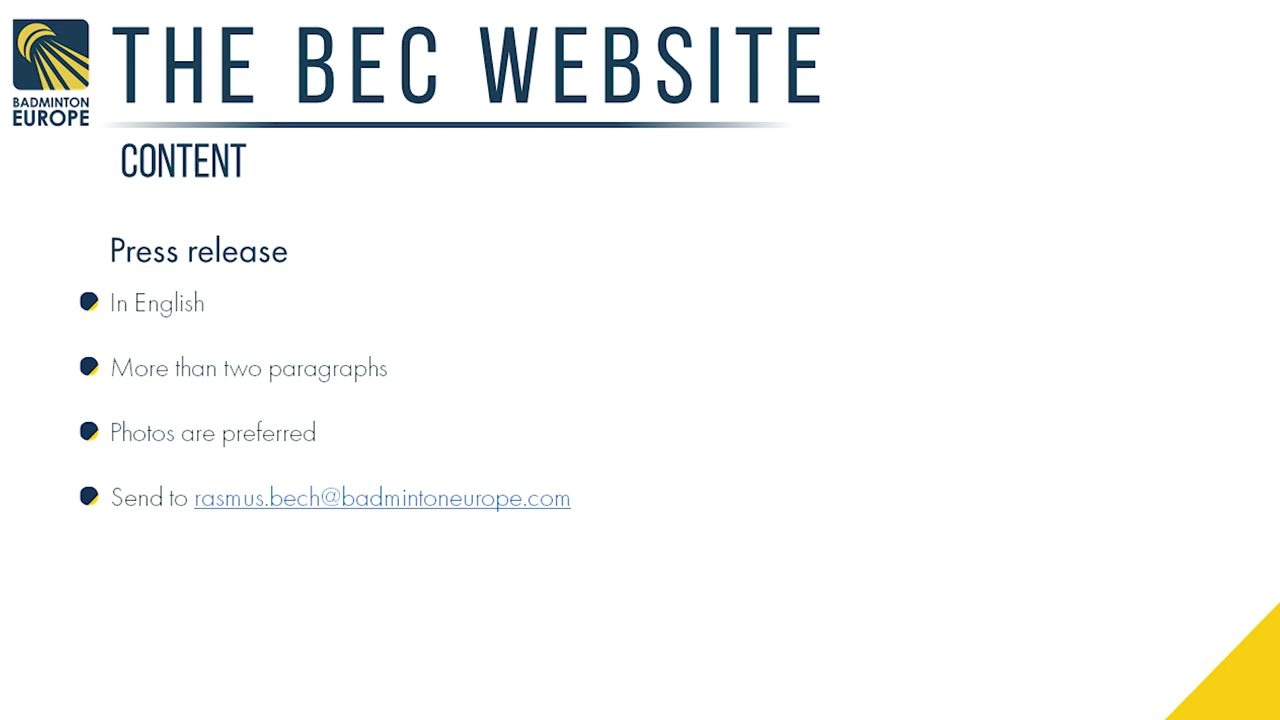 BADMINTON
EUROPE
THE BEC WEBSITE
CONTENT
Press release
In English
More than two paragraphs
Photos are preferred
Send to rasmus.bech@badmintoneurope.com